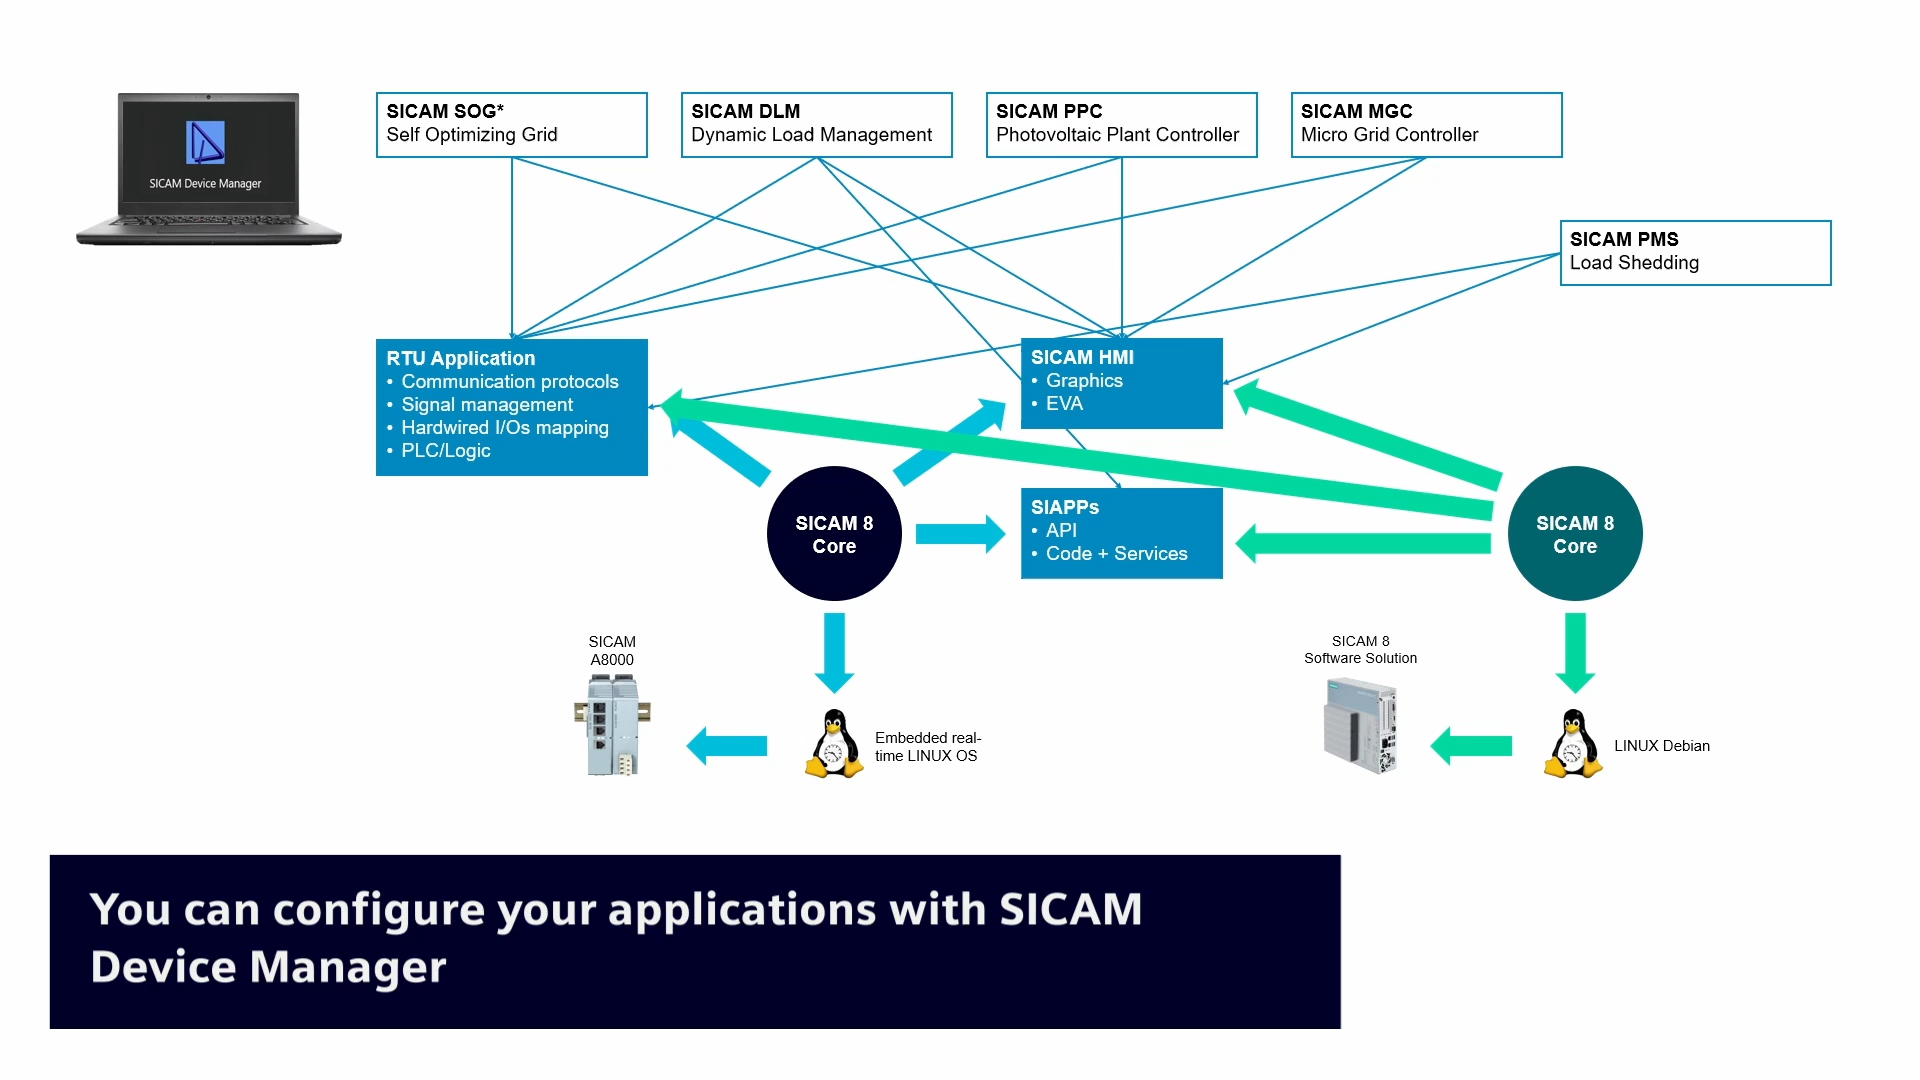 SICAM Device Manager
SICAM SOG*
Self Optimizing Grid
SICAM DLM
Dynamic Load Management
SICAM PPC
Photovoltaic Plant Controller
SICAM MGC
Micro Grid Controller
SICAM PMS
Load Shedding
RTU Application
• Communication protocols
• Signal management
• Hardwired I/Os mapping
• PLC/Logic
SICAM HMI
• Graphics
• EVA
SICAM 8
Core
SIAPPs
• API
• Code + Services
SICAM 8
Core
SICAM
A8000
Embedded real-
time LINUX OS
SICAM 8
Software Solution
LINUX Debian
You can configure your applications with SICAM
Device Manager